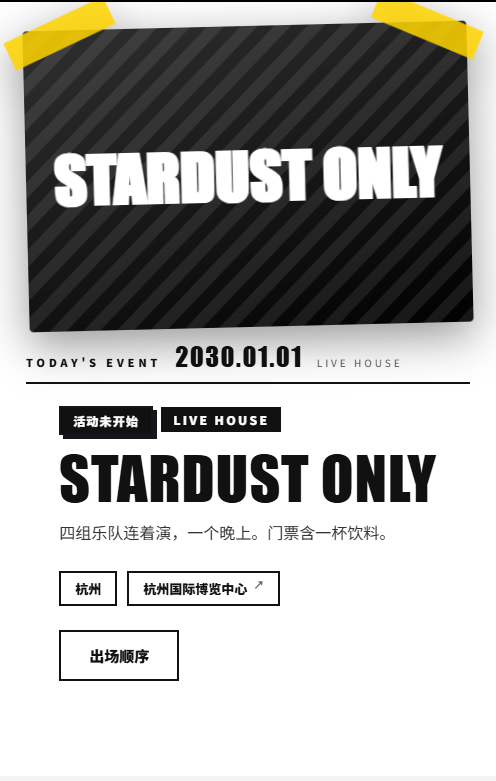 STARDUST ONLY
TODAY'S EVENT 2030.01.01 LIVE HOUSE
活动未开始 LIVE HOUSE
STARDUST ONLY
四组乐队连着演，一个晚上。门票含一杯饮料。
杭州 杭州国际博览中心 ↗
出场顺序